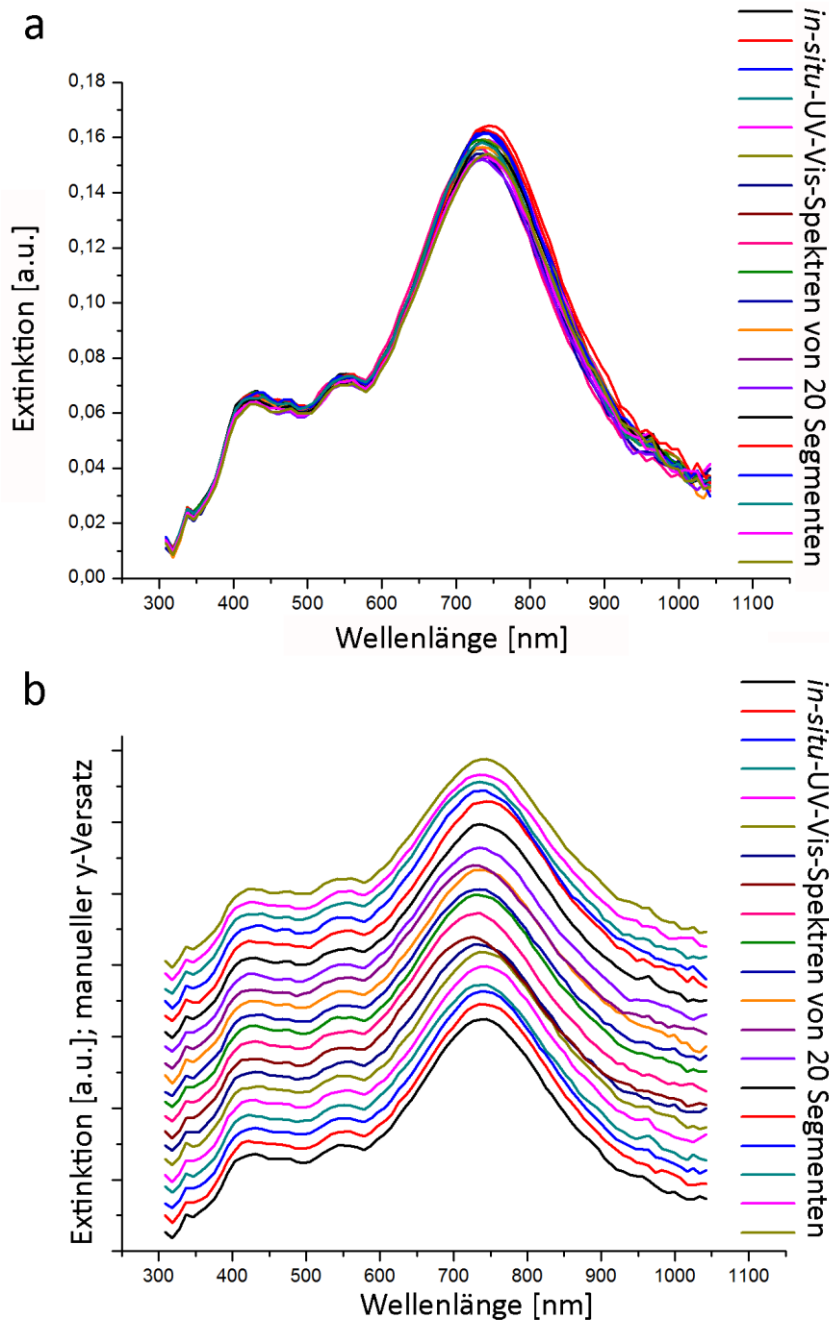 a
Extinktion [a.u.]
0,18
0,16
0,14
0,12
0,10
0,08
0,06
0,04
0,02
0,00
300 400 500 600 700 800 900 1000 1100
Wellenlänge [nm]
in-situ-UV-Vis-Spektren von 20 Segmenten
b
Extinktion [a.u.]; manueller y-Versatz
300 400 500 600 700 800 900 1000 1100
Wellenlänge [nm]
in-situ-UV-Vis-Spektren von 20 Segmenten